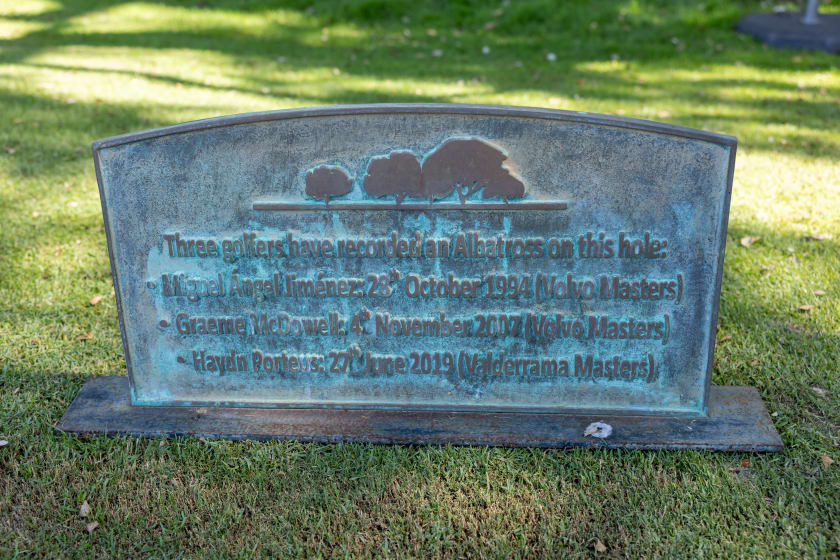 Three golfers have recorded an Albatross on this hole:
• Miguel Ángel Jiménez: 28th October 1994 (Volvo Masters)
• Graeme McDowell: 4th November 2007 (Volvo Masters)
• Haydn Porteus: 27th June 2019 (Valderrama Masters)